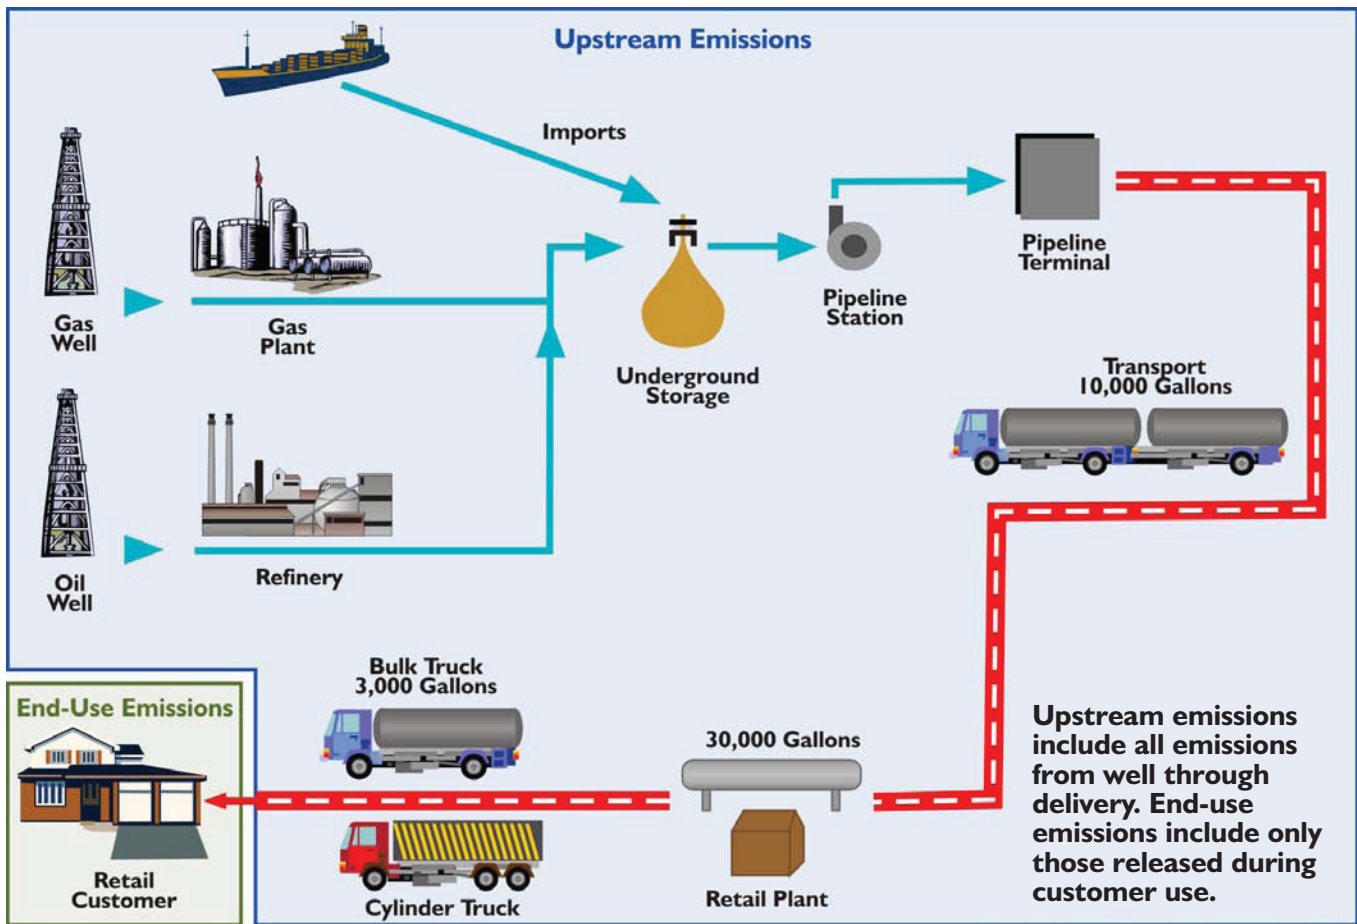 Upstream Emissions
Imports
Gas
Well
Gas
Plant
Underground
Storage
Pipeline
Station
Pipeline
Terminal
Transport
10,000 Gallons
Oil
Well
Refinery
Bulk Truck
3,000 Gallons
30,000 Gallons
Retail Plant
Cylinder Truck
End-Use Emissions
Retail
Customer
Upstream emissions
include all emissions
from well through
delivery. End-use
emissions include only
those released during
customer use.